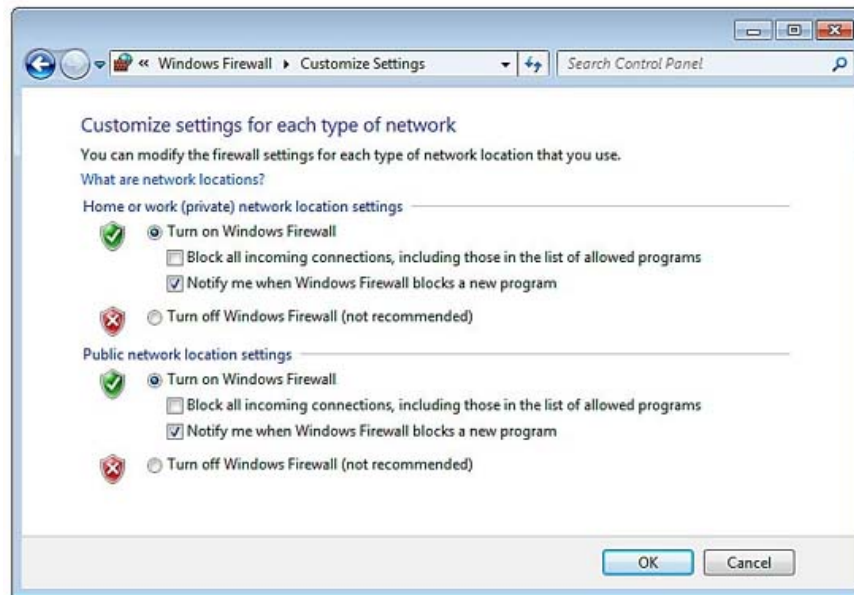 « Windows Firewall ▸ Customize Settings
Search Control Panel
Customize settings for each type of network
You can modify the firewall settings for each type of network location that you use.
What are network locations?
Home or work (private) network location settings
Turn on Windows Firewall
Block all incoming connections, including those in the list of allowed programs
Notify me when Windows Firewall blocks a new program
Turn off Windows Firewall (not recommended)
Public network location settings
Turn on Windows Firewall
Block all incoming connections, including those in the list of allowed programs
Notify me when Windows Firewall blocks a new program
Turn off Windows Firewall (not recommended)
OK
Cancel